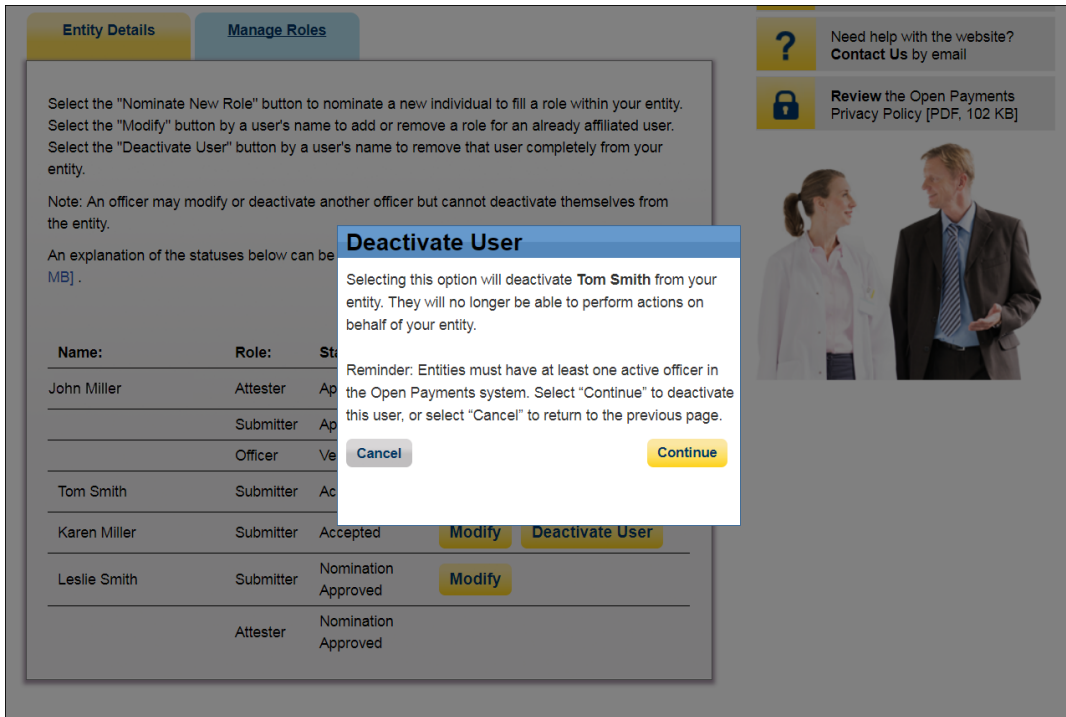 Entity Details
Manage Roles
Select the "Nominate New Role" button to nominate a new individual to fill a role within your entity.
Select the "Modify" button by a user's name to add or remove a role for an already affiliated user.
Select the "Deactivate User" button by a user's name to remove that user completely from your
entity.
Note: An officer may modify or deactivate another officer but cannot deactivate themselves from
the entity.
An explanation of the statuses below can be
MB] .
Name: Role:
John Miller Attester
Submitter
Officer
Tom Smith Submitter
Karen Miller Submitter Accepted Modify Deactivate User
Leslie Smith Submitter Nomination
Approved Modify
Attester Nomination
Approved
Deactivate User
Selecting this option will deactivate Tom Smith from your
entity. They will no longer be able to perform actions on
behalf of your entity.
Reminder: Entities must have at least one active officer in
the Open Payments system. Select “Continue” to deactivate
this user, or select “Cancel” to return to the previous page.
Cancel
Continue
?
Need help with the website?
Contact Us by email
Review the Open Payments
Privacy Policy [PDF, 102 KB]